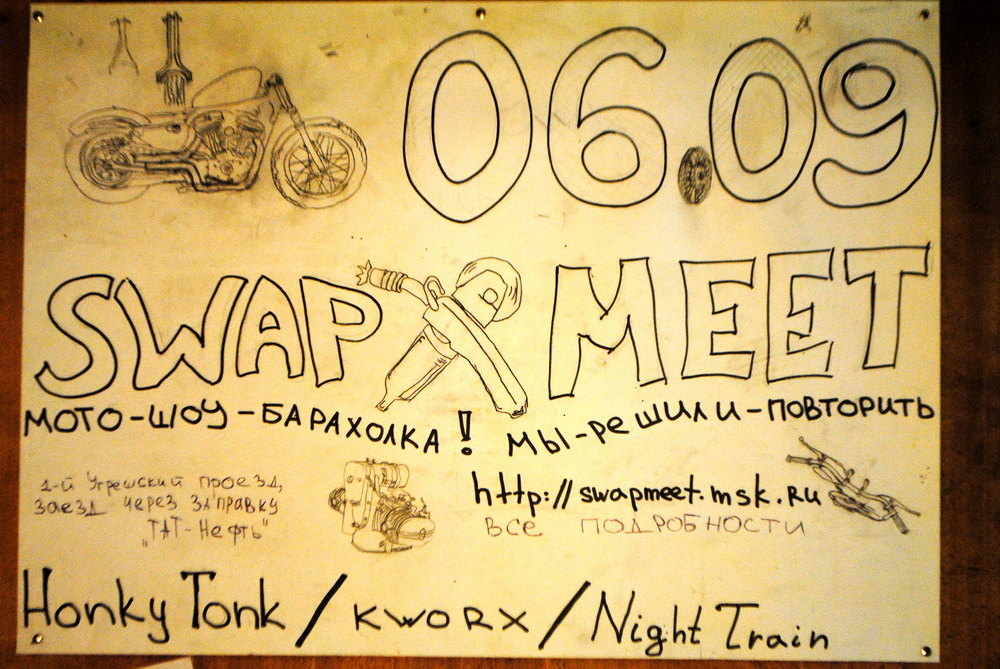 06.09
SWAP MEET
МОТО-ШОУ-БАРАХОЛКА! МЫ-РЕШИЛИ-ПОВТОРИТЬ
1-й Угрешский проезд,
заезд через заправку
"ТАТ-Нефть"
http://swapmeet.msk.ru
ВСЕ ПОДРОБНОСТИ
Honky Tonk / KWORX / Night Train